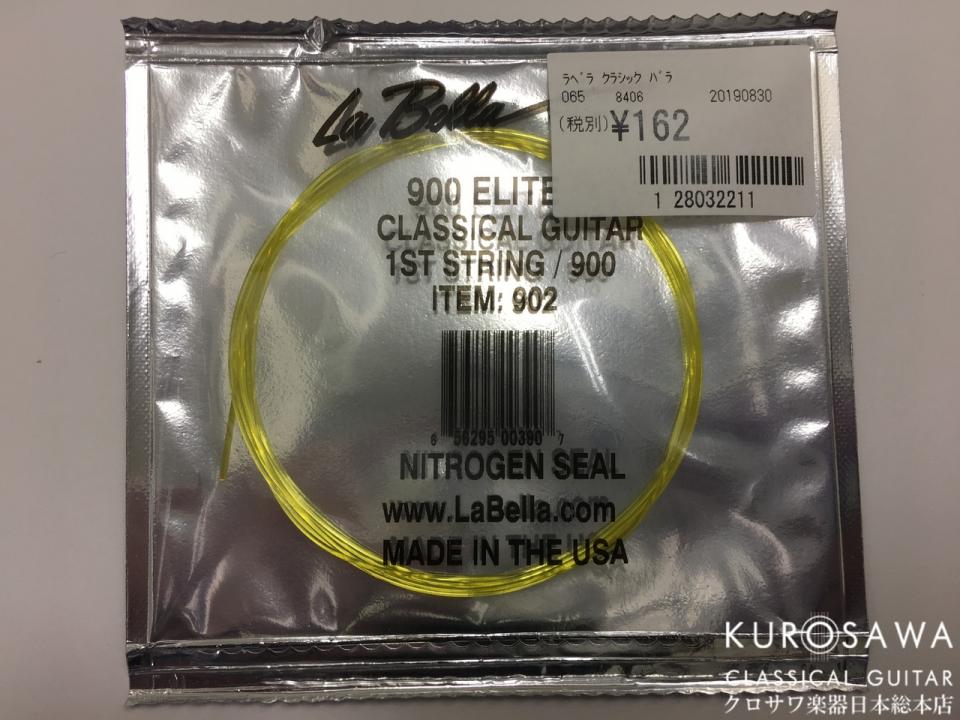 La Bella
ﾗﾍﾞﾗ ｸﾗｼｯｸ ﾊﾞﾗ
065 8406 20190830
(税別) ¥162
1 28032211
900 ELITE
CLASSICAL GUITAR
1ST STRING / 900
ITEM: 902
6 56295 00390 7
NITROGEN SEAL
www.LaBella.com
MADE IN THE USA
KUROSAWA
CLASSICAL GUITAR
クロサワ楽器日本総本店